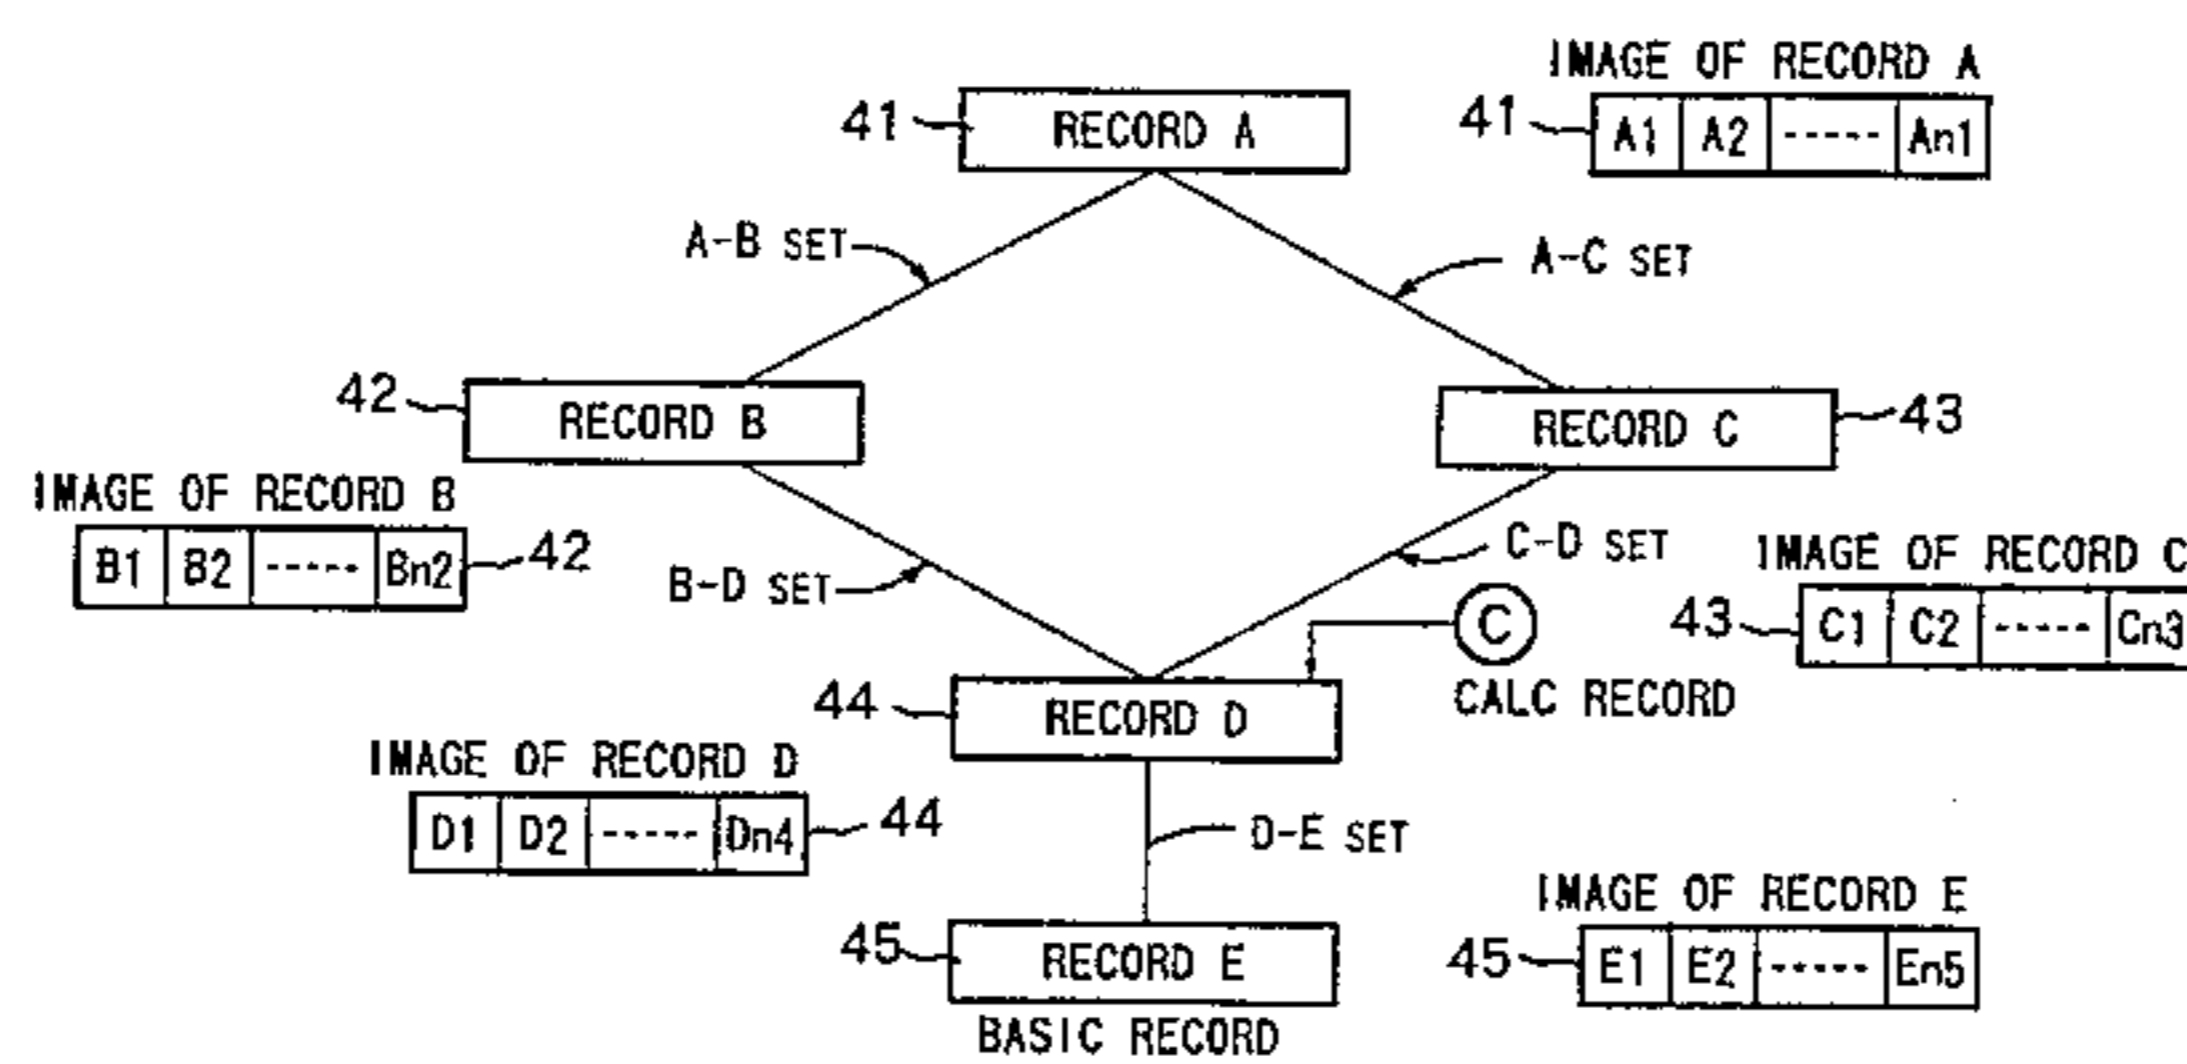 IMAGE OF RECORD A
41 RECORD A
41 A1 A2 ----- An1
A-B SET
A-C SET
42 RECORD B
RECORD C 43
IMAGE OF RECORD B
B1 B2 ----- Bn2 42
B-D SET
C-D SET
IMAGE OF RECORD C
43 C1 C2 ----- Cn3
C
CALC RECORD
44 RECORD D
IMAGE OF RECORD D
D1 D2 ----- Dn4 44
D-E SET
IMAGE OF RECORD E
45 RECORD E
45 E1 E2 ----- En5
BASIC RECORD